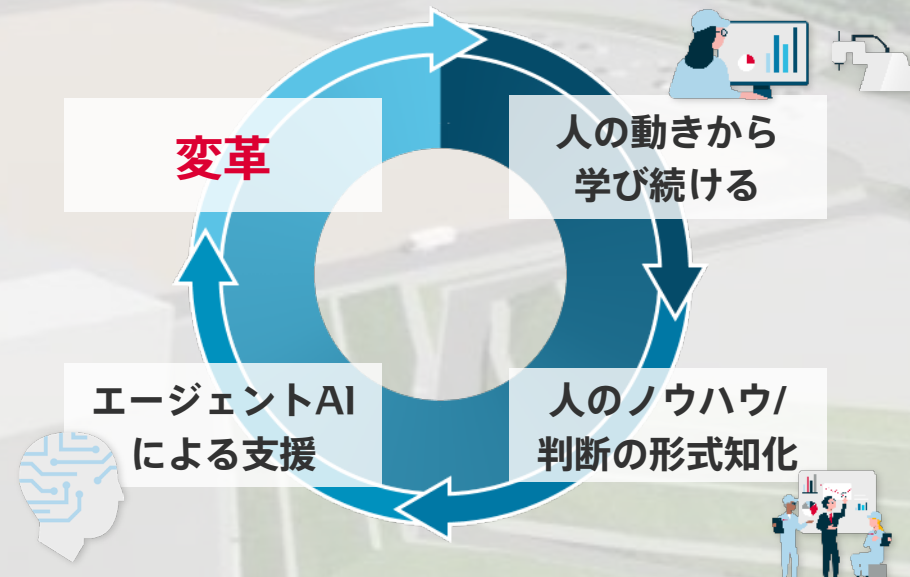 変革
人の動きから
学び続ける
エージェントAI
による支援
人のノウハウ/
判断の形式知化